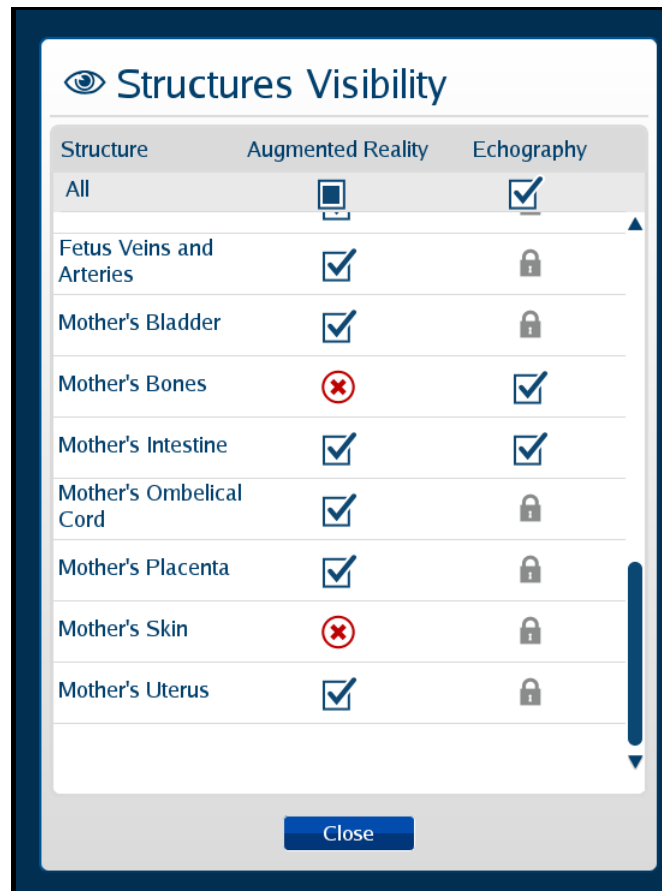 Structures Visibility
Structure Augmented Reality Echography
All
Fetus Veins and
Arteries
Mother's Bladder
Mother's Bones
Mother's Intestine
Mother's Ombelical
Cord
Mother's Placenta
Mother's Skin
Mother's Uterus
Close